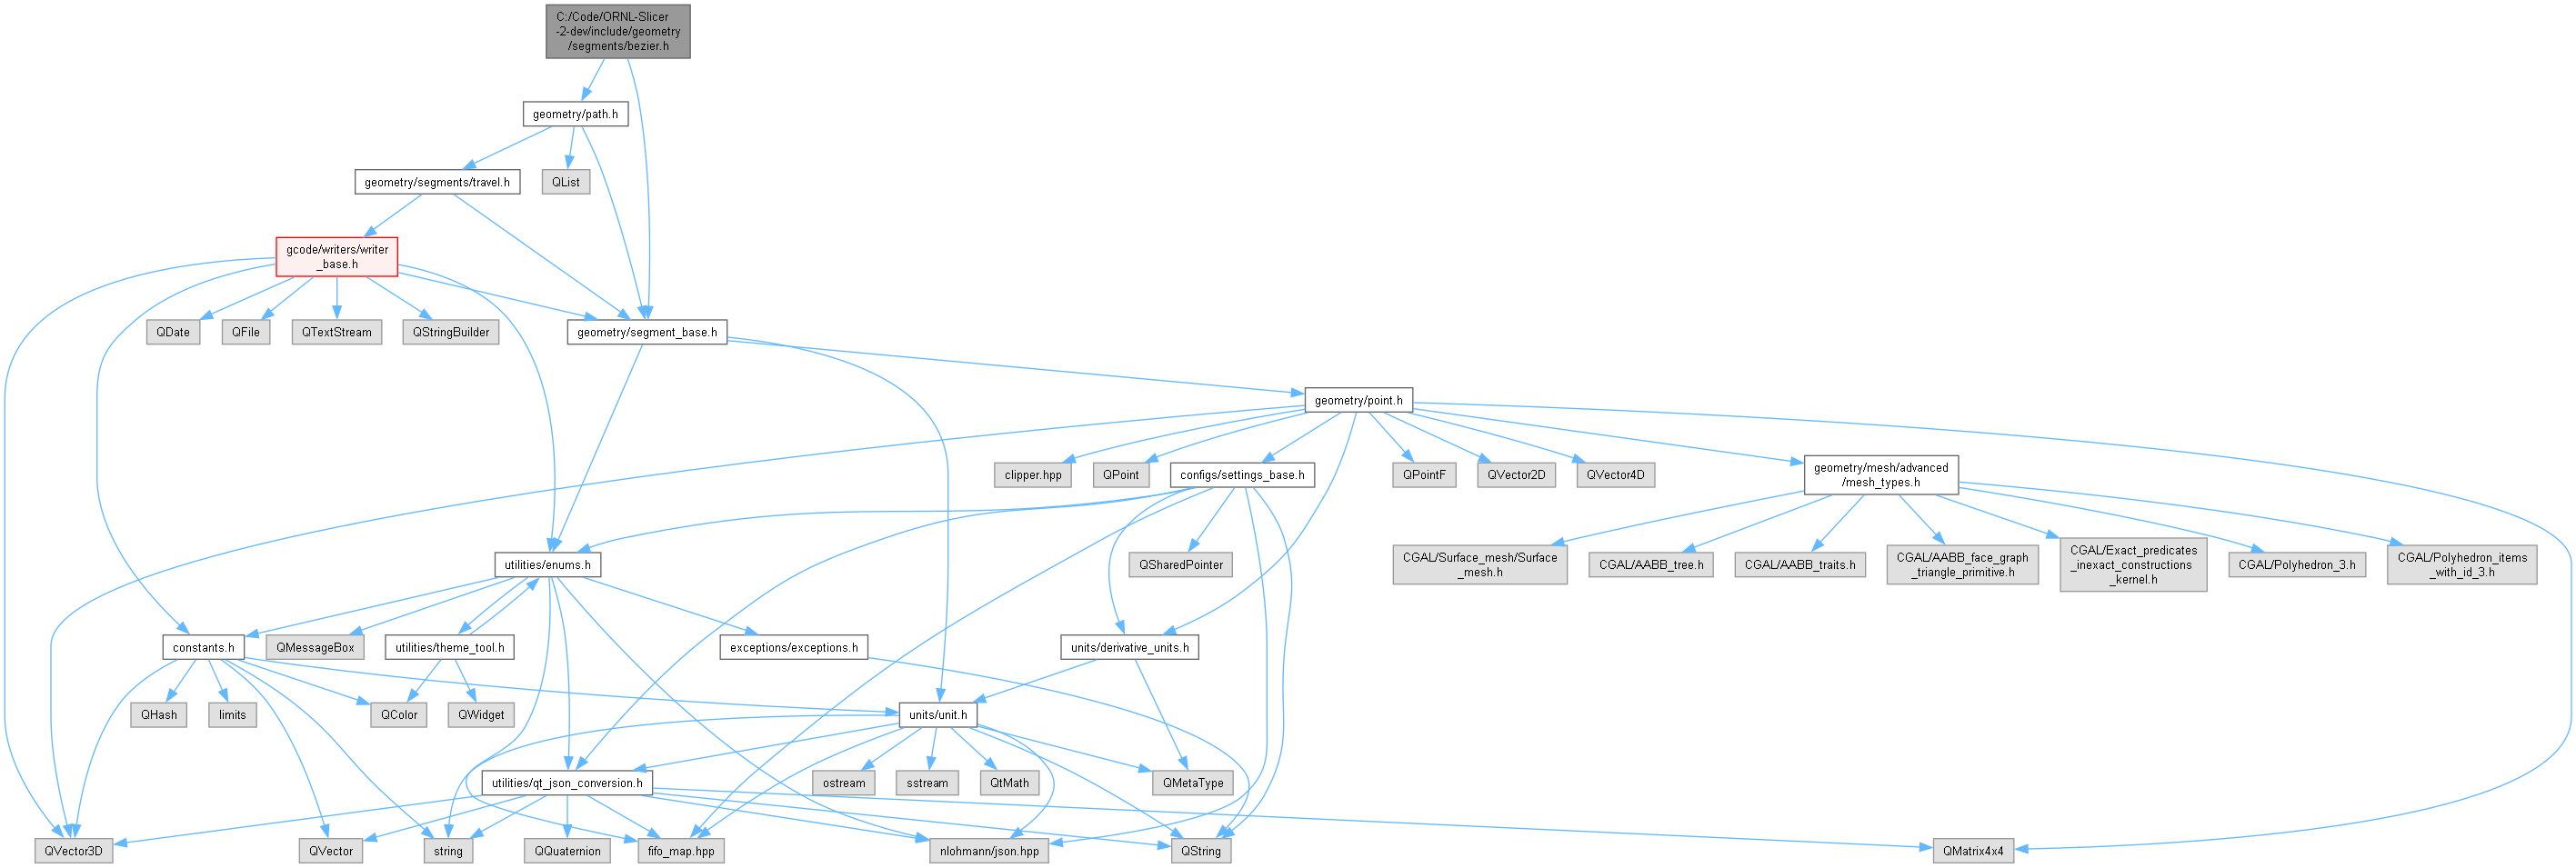 C:/Code/ORNL-Slicer
-2-dev/include/geometry
/segments/bezier.h
geometry/path.h
geometry/segments/travel.h
QList
gcode/writers/writer
_base.h
QDate
QFile
QTextStream
QStringBuilder
geometry/segment_base.h
geometry/point.h
clipper.hpp
QPoint
configs/settings_base.h
QPointF
QVector2D
QVector4D
geometry/mesh/advanced
/mesh_types.h
utilities/enums.h
QSharedPointer
CGAL/Surface_mesh/Surface
_mesh.h
CGAL/AABB_tree.h
CGAL/AABB_traits.h
CGAL/AABB_face_graph
_triangle_primitive.h
CGAL/Exact_predicates
_inexact_constructions
_kernel.h
CGAL/Polyhedron_3.h
CGAL/Polyhedron_items
_with_id_3.h
constants.h
QMessageBox
utilities/theme_tool.h
exceptions/exceptions.h
units/derivative_units.h
QHash
limits
QColor
QWidget
units/unit.h
utilities/qt_json_conversion.h
ostream
sstream
QtMath
QMetaType
QVector3D
QVector
string
QQuaternion
fifo_map.hpp
nlohmann/json.hpp
QString
QMatrix4x4